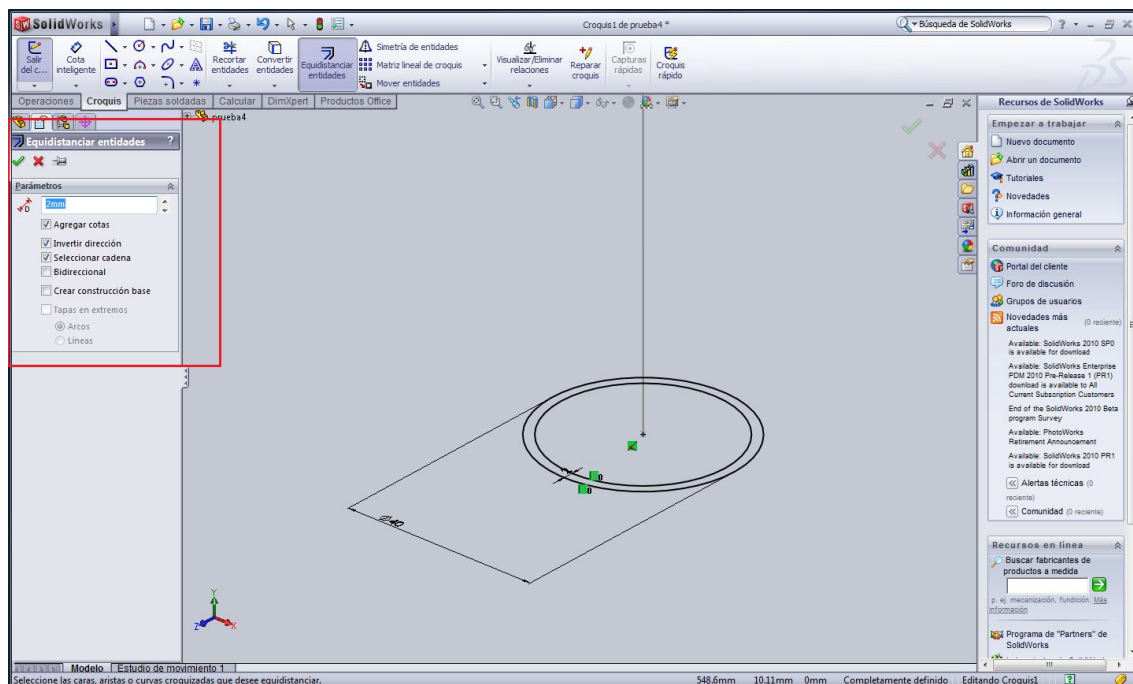 SolidWorks
Croquis1 de prueba4 *
Búsqueda de SolidWorks
?
Salir del c...
Cota inteligente
Recortar entidades
Convertir entidades
Equidistanciar entidades
Simetría de entidades
Matriz lineal de croquis
Mover entidades
Visualizar/Eliminar relaciones
Reparar croquis
Capturas rápidas
Croquis rápido
Operaciones
Croquis
Piezas soldadas
Calcular
DimXpert
Productos Office
prueba4
Equidistanciar entidades
?
Parámetros
D
2mm
Agregar cotas
Invertir dirección
Seleccionar cadena
Bidireccional
Crear construcción base
Tapas en extremos
Arcos
Líneas
2
0
0
⌀40
Y
Z
X
Recursos de SolidWorks
Empezar a trabajar
Nuevo documento
Abrir un documento
Tutoriales
Novedades
Información general
Comunidad
Portal del cliente
Foro de discusión
Grupos de usuarios
Novedades más
actuales
(0 reciente)
Available: SolidWorks 2010 SP0
is available for download
Available: SolidWorks Enterprise
PDM 2010 Pre-Release 1 (PR1)
download is available to All
Current Subscription Customers
End of the SolidWorks 2010 Beta
program Survey
Available: PhotoWorks
Retirement Announcement
Available: SolidWorks 2010 PR1
is available for download
Alertas técnicas (0
reciente)
Comunidad (0 reciente)
Recursos en línea
Buscar fabricantes de
productos a medida
p. ej. mecanización, fundición. Más
información
Programa de "Partners" de
SolidWorks
Modelo
Estudio de movimiento 1
Seleccione las caras, aristas o curvas croquizadas que desee equidistanciar.
548.6mm
10.11mm
0mm
Completamente definido
Editando Croquis1
?